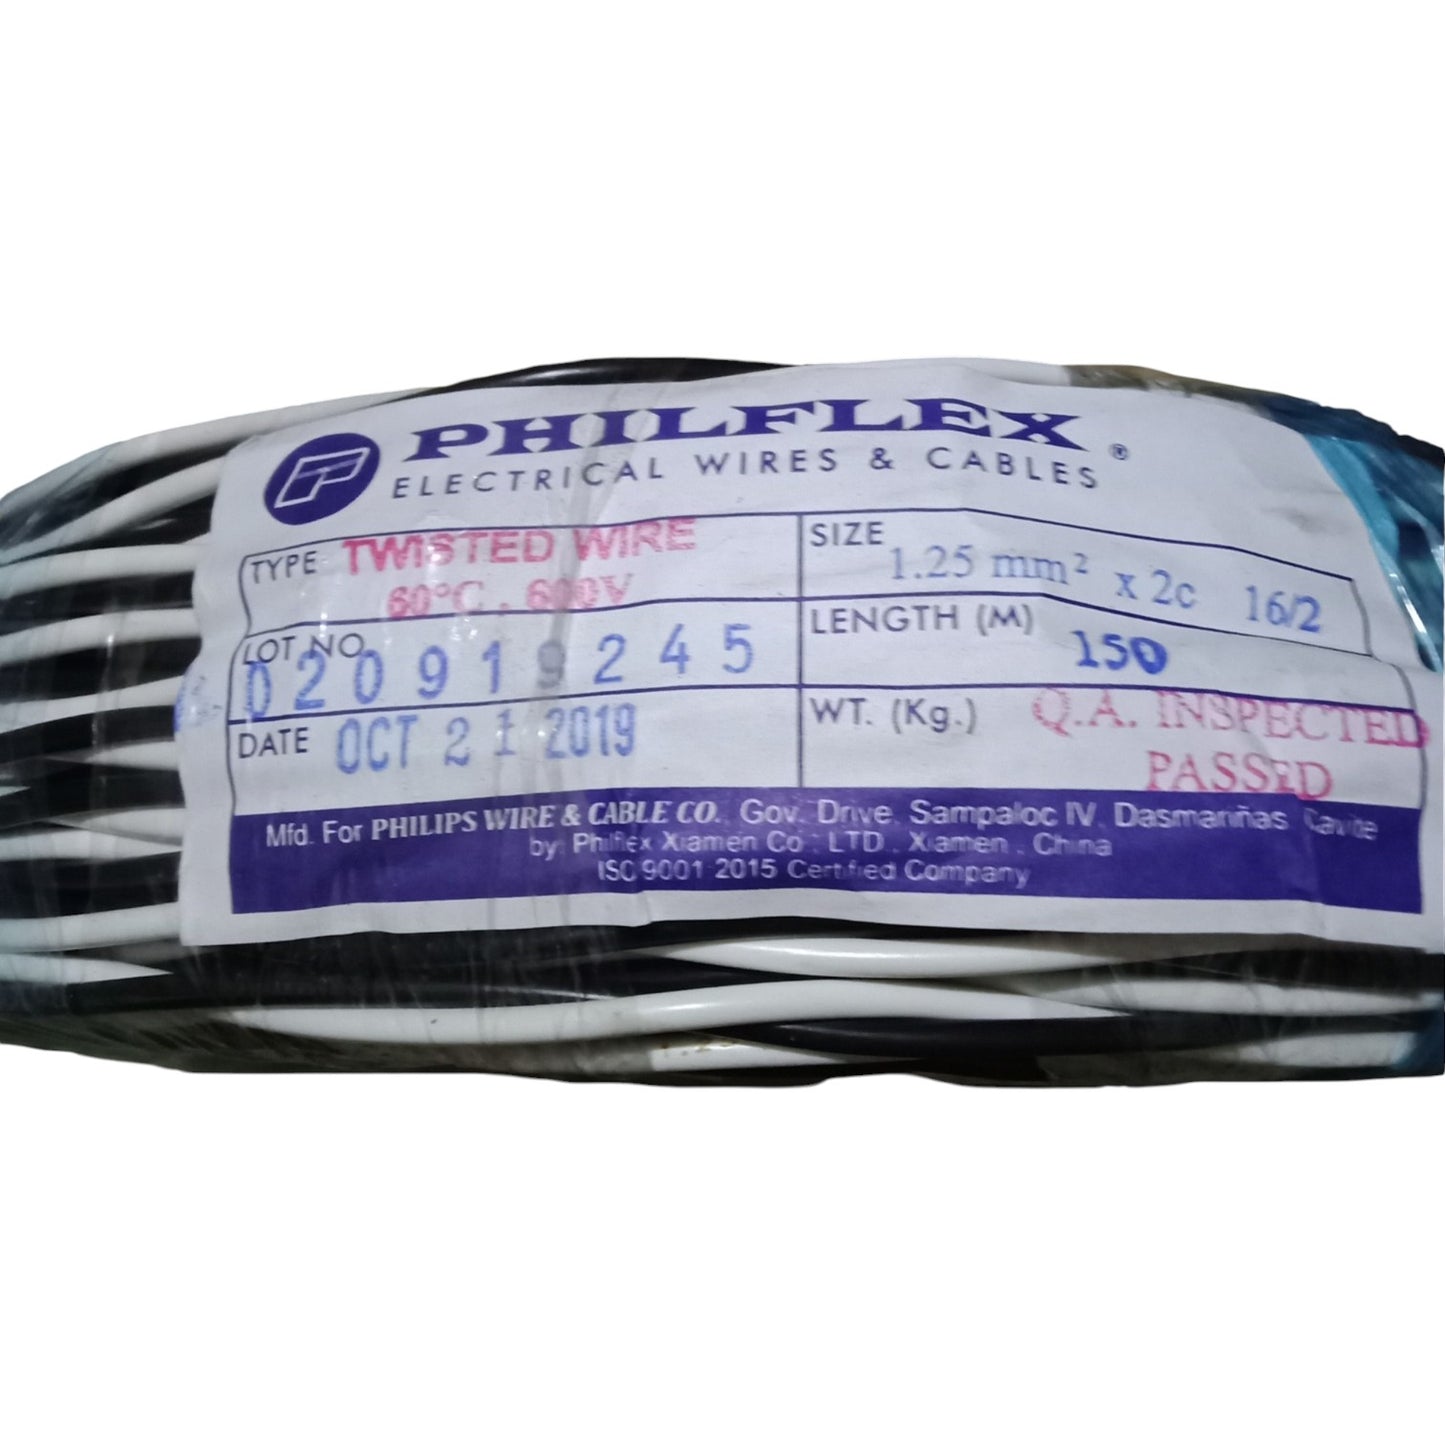 PHILFLEX ®
ELECTRICAL WIRES & CABLES
TYPE TWISTED WIRE
60°C . 600V
SIZE 1.25 mm² x 2c 16/2
LOT NO. 020919245
LENGTH (M) 150
DATE OCT 21 2019
WT. (Kg.) Q.A. INSPECTED
PASSED
Mfd. For PHILIPS WIRE & CABLE CO. Gov. Drive, Sampaloc IV, Dasmariñas Cavite
by: Philflex Xiamen Co., LTD., Xiamen, China
ISO 9001:2015 Certified Company